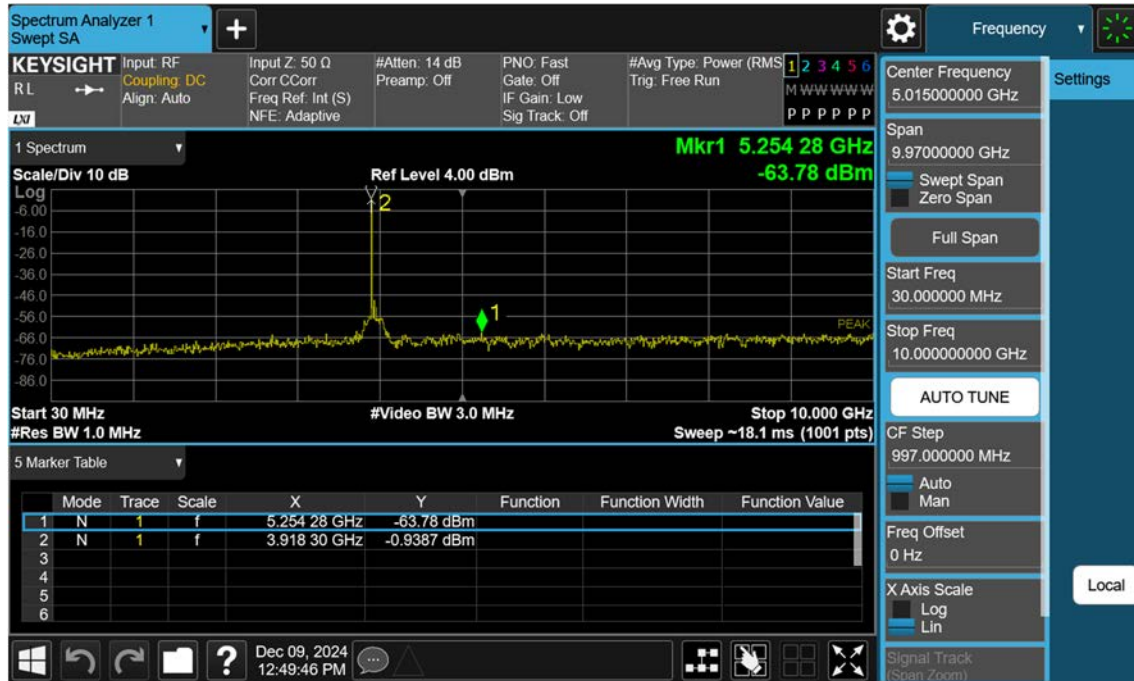 Spectrum Analyzer 1
Swept SA
Frequency
KEYSIGHT
R L
LXI
Input: RF
Coupling: DC
Align: Auto
Input Z: 50 Ω
Corr CCorr
Freq Ref: Int (S)
NFE: Adaptive
#Atten: 14 dB
Preamp: Off
PNO: Fast
Gate: Off
IF Gain: Low
Sig Track: Off
#Avg Type: Power (RMS
Trig: Free Run
1 2 3 4 5 6
M W W W W W
P P P P P P
1 Spectrum
Mkr1 5.254 28 GHz
-63.78 dBm
Scale/Div 10 dB
Ref Level 4.00 dBm
Log
-6.00
-16.0
-26.0
-36.0
-46.0
-56.0
-66.0
-76.0
-86.0
2
1
PEAK
Start 30 MHz
#Video BW 3.0 MHz
Stop 10.000 GHz
#Res BW 1.0 MHz
Sweep ~18.1 ms (1001 pts)
5 Marker Table
Mode Trace Scale X Y Function Function Width Function Value
1 N 1 f 5.254 28 GHz -63.78 dBm
2 N 1 f 3.918 30 GHz -0.9387 dBm
3
4
5
6
Dec 09, 2024
12:49:46 PM
Center Frequency
5.015000000 GHz
Settings
Span
9.97000000 GHz
Swept Span
Zero Span
Full Span
Start Freq
30.000000 MHz
Stop Freq
10.000000000 GHz
AUTO TUNE
CF Step
997.000000 MHz
Auto
Man
Freq Offset
0 Hz
X Axis Scale
Log
Lin
Local
Signal Track
(Span Zoom)